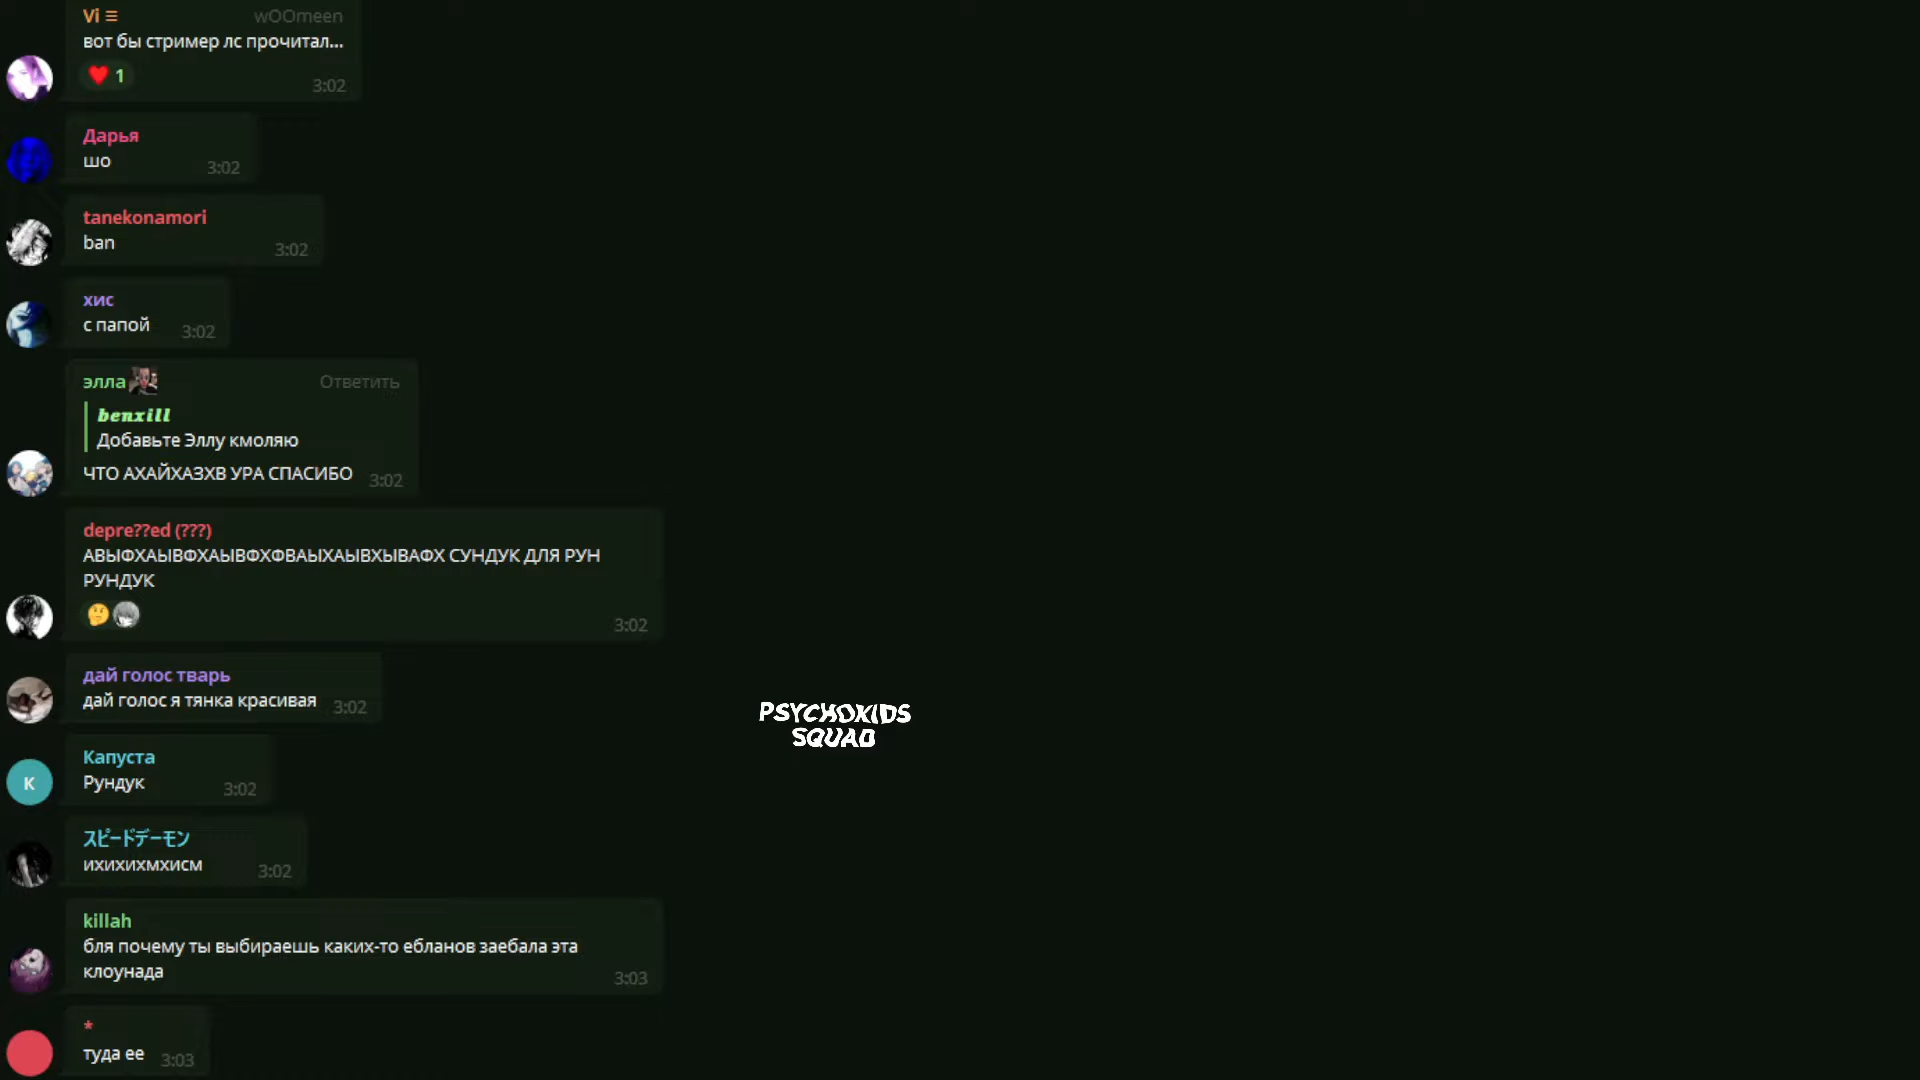 Vi ☰ wOOmeen
вот бы стример лс прочитал...
❤️ 1
3:02
Дарья
шо 3:02
tanekonamori
ban 3:02
хис
с папой 3:02
элла Ответить
benxill
Добавьте Эллу кмоляю
ЧТО АХАЙХАЗХВ УРА СПАСИБО 3:02
depre??ed (???)
АВЫФХАЫВФХАЫВФХФВАЫХАЫВХЫВАФХ СУНДУК ДЛЯ РУН
РУНДУК
🤔
3:02
дай голос тварь
дай голос я тянка красивая 3:02
PSYCHOKIDS
SQUAD
Капуста
К
Рундук 3:02
スピードデーモン
ихихихмхисм 3:02
killah
бля почему ты выбираешь каких-то ебланов заебала эта
клоунада 3:03
*
туда ее 3:03